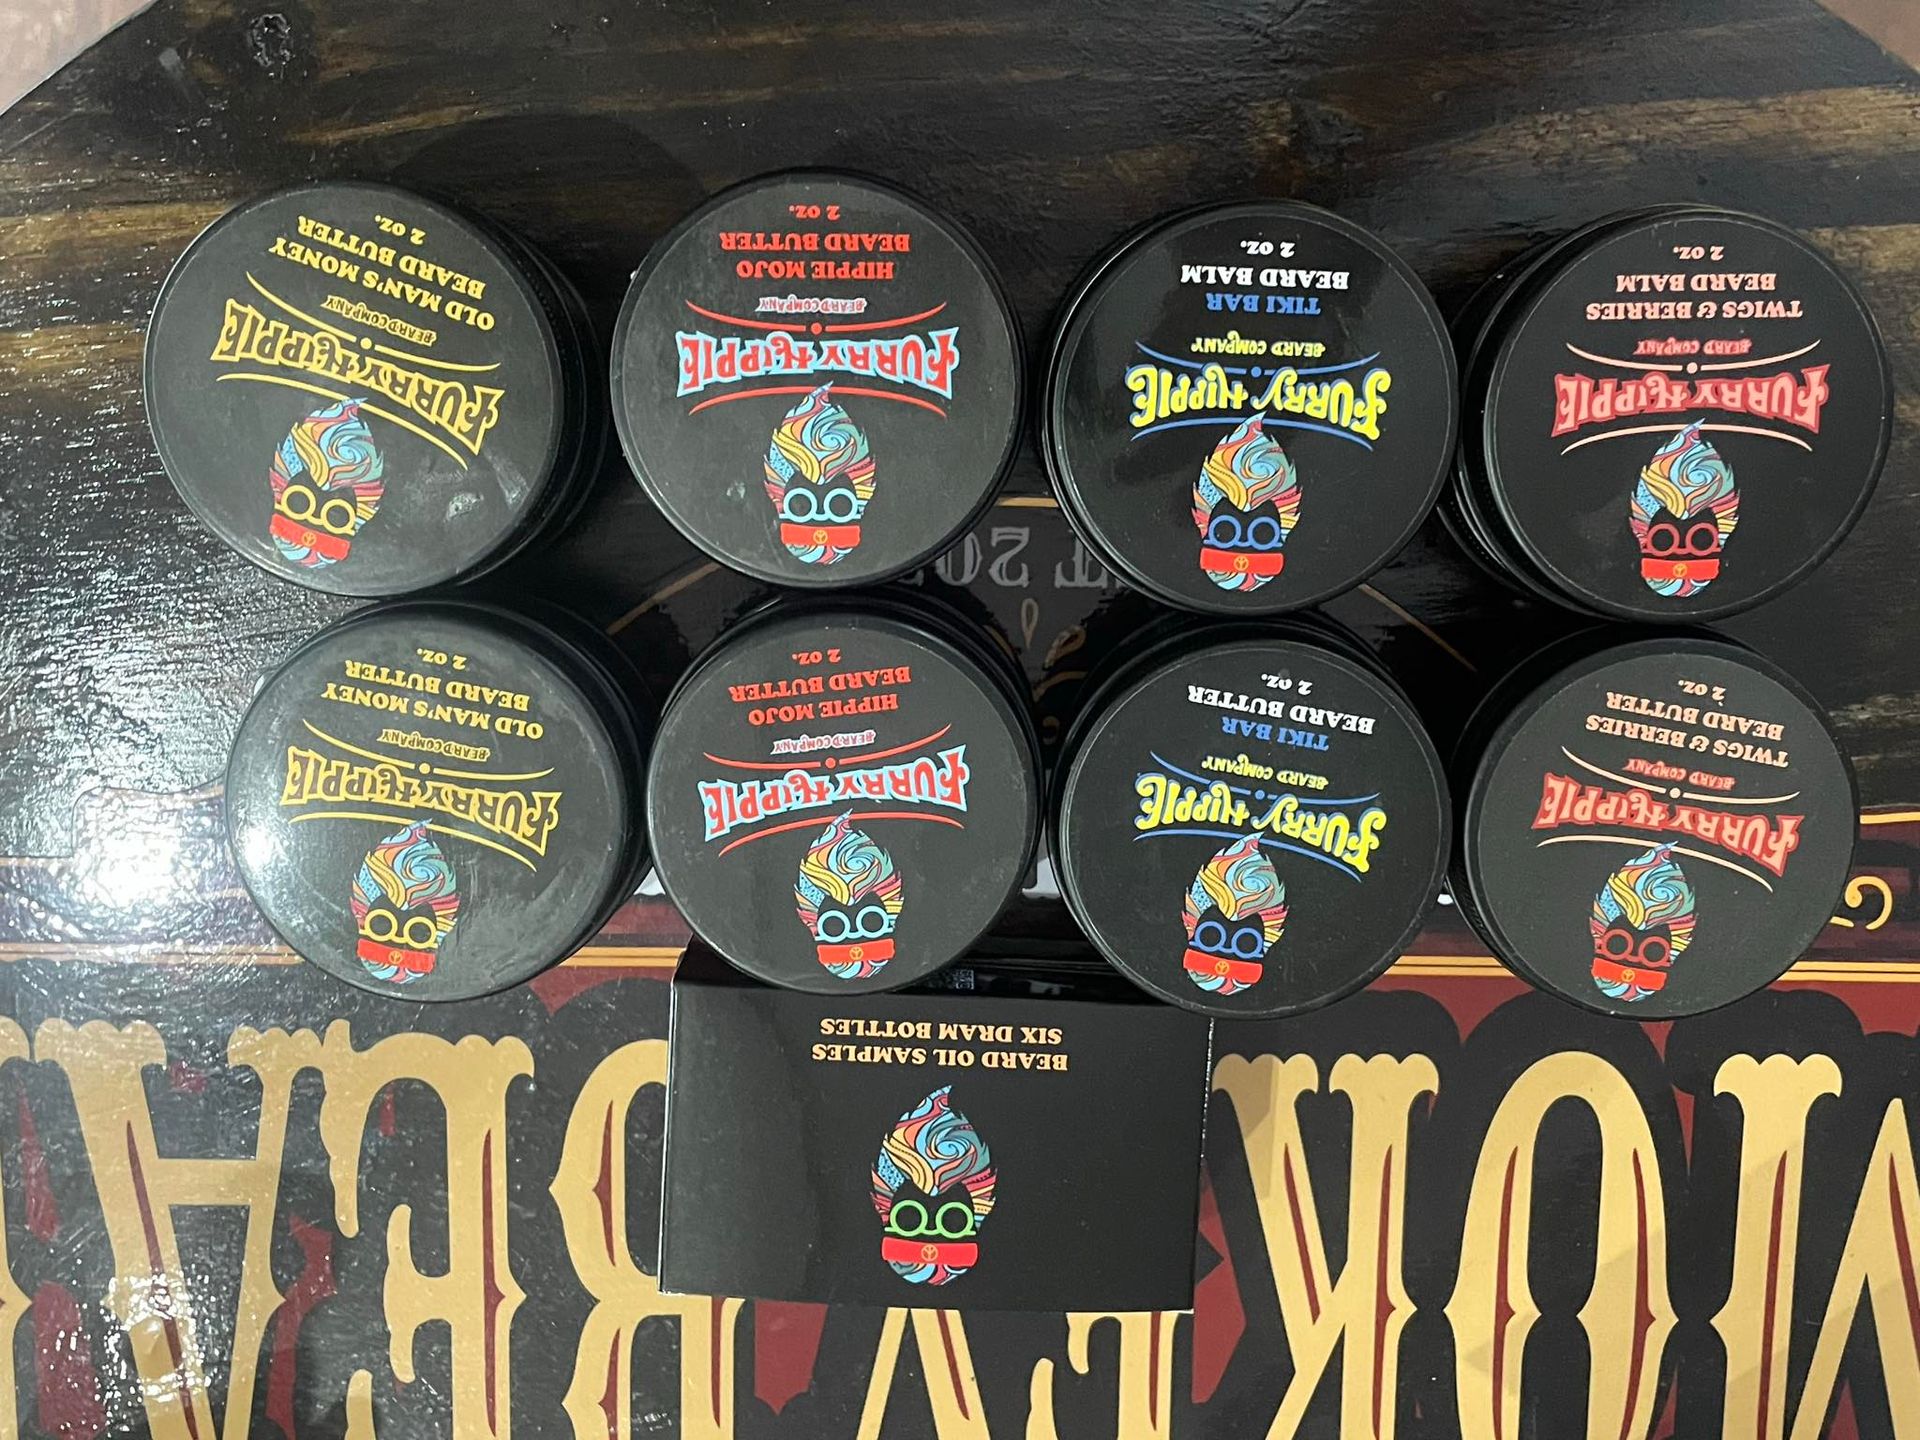 MOKEY BEA
BEARD OIL SAMPLES
SIX DRAM BOTTLES
FURRY HIPPIE
BEARD COMPANY
TWIGS & BERRIES
BEARD BUTTER
2 OZ.
FURRY HIPPIE
BEARD COMPANY
TIKI BAR
BEARD BUTTER
2 OZ.
FURRY HIPPIE
BEARD COMPANY
HIPPIE MOJO
BEARD BUTTER
2 OZ.
FURRY HIPPIE
BEARD COMPANY
OLD MAN'S MONEY
BEARD BUTTER
2 OZ.
FURRY HIPPIE
BEARD COMPANY
TWIGS & BERRIES
BEARD BALM
2 OZ.
FURRY HIPPIE
BEARD COMPANY
TIKI BAR
BEARD BALM
2 OZ.
FURRY HIPPIE
BEARD COMPANY
HIPPIE MOJO
BEARD BUTTER
2 OZ.
FURRY HIPPIE
BEARD COMPANY
OLD MAN'S MONEY
BEARD BUTTER
2 OZ.